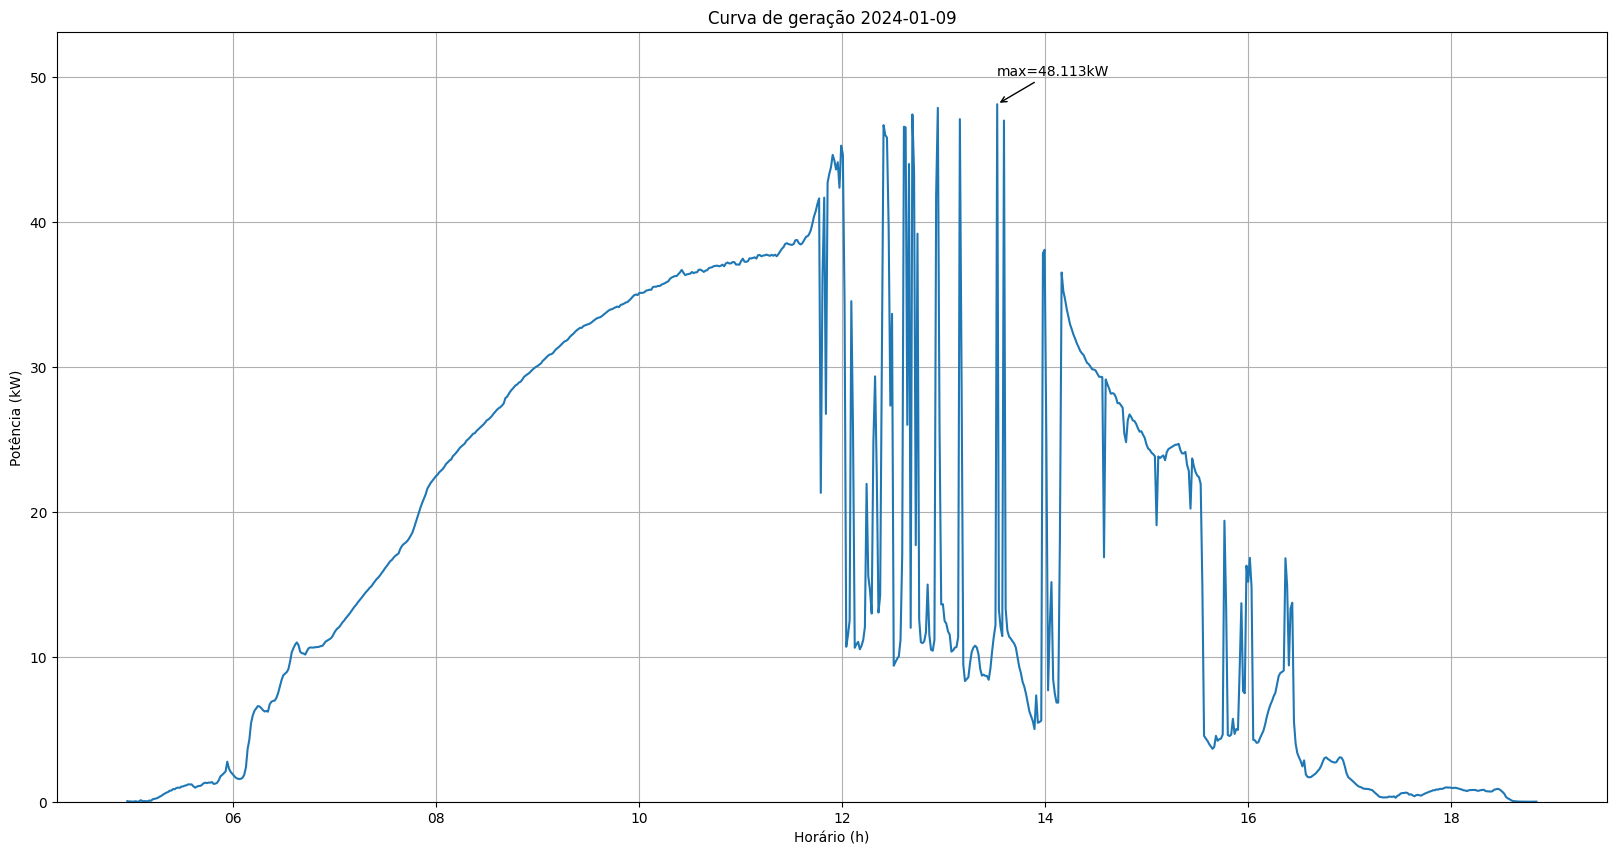 Curva de geração 2024-01-09
max=48.113kW
50
40
30
20
10
0
Potência (kW)
06 08 10 12 14 16 18
Horário (h)